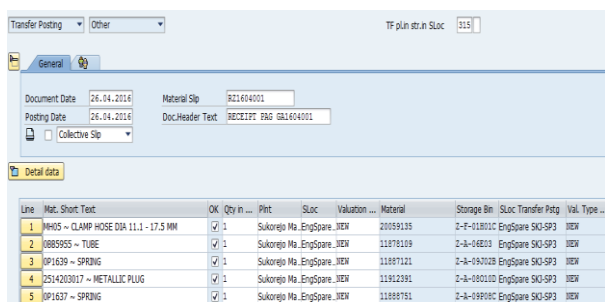 Transfer Posting Other TF pl.in str.in SLoc 315
General
Document Date 26.04.2016 Material Slip RZ1604001
Posting Date 26.04.2016 Doc.Header Text RECEIPT PAG GA1604001
Collective Slip
Detail data
Line Mat. Short Text OK Qty in ... Plnt SLoc Valuation ... Material Storage Bin SLoc Transfer Pstg Val. Type ...
1 MH05 ~ CLAMP HOSE DIA 11.1 - 17.5 MM 1 Sukorejo Ma.. EngSpare.. NEW 20059135 Z-F-01H01C EngSpare SKJ-SP3 NEW
2 0BB5955 ~ TUBE 1 Sukorejo Ma.. EngSpare.. NEW 11878109 Z-A-06E03 EngSpare SKJ-SP3 NEW
3 0P1639 ~ SPRING 1 Sukorejo Ma.. EngSpare.. NEW 11887121 Z-A-09J02B EngSpare SKJ-SP3 NEW
4 2514203017 ~ METALLIC PLUG 1 Sukorejo Ma.. EngSpare.. NEW 11912391 Z-A-08O10D EngSpare SKJ-SP3 NEW
5 0P1637 ~ SPRING 1 Sukorejo Ma.. EngSpare.. NEW 11888751 Z-A-09P08C EngSpare SKJ-SP3 NEW